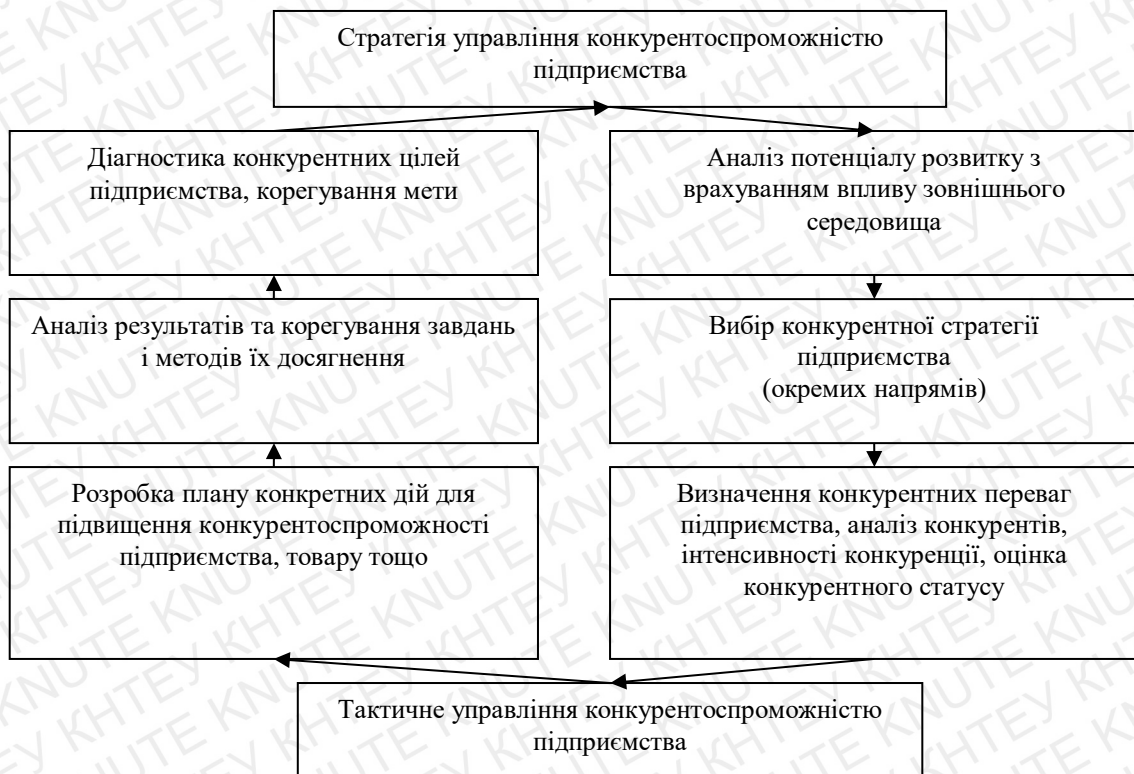 Стратегія управління конкурентоспроможністю
підприємства
Діагностика конкурентних цілей
підприємства, корегування мети
Аналіз потенціалу розвитку з
врахуванням впливу зовнішнього
середовища
Аналіз результатів та корегування завдань
і методів їх досягнення
Вибір конкурентної стратегії
підприємства
(окремих напрямів)
Розробка плану конкретних дій для
підвищення конкурентоспроможності
підприємства, товару тощо
Визначення конкурентних переваг
підприємства, аналіз конкурентів,
інтенсивності конкуренції, оцінка
конкурентного статусу
Тактичне управління конкурентоспроможністю
підприємства